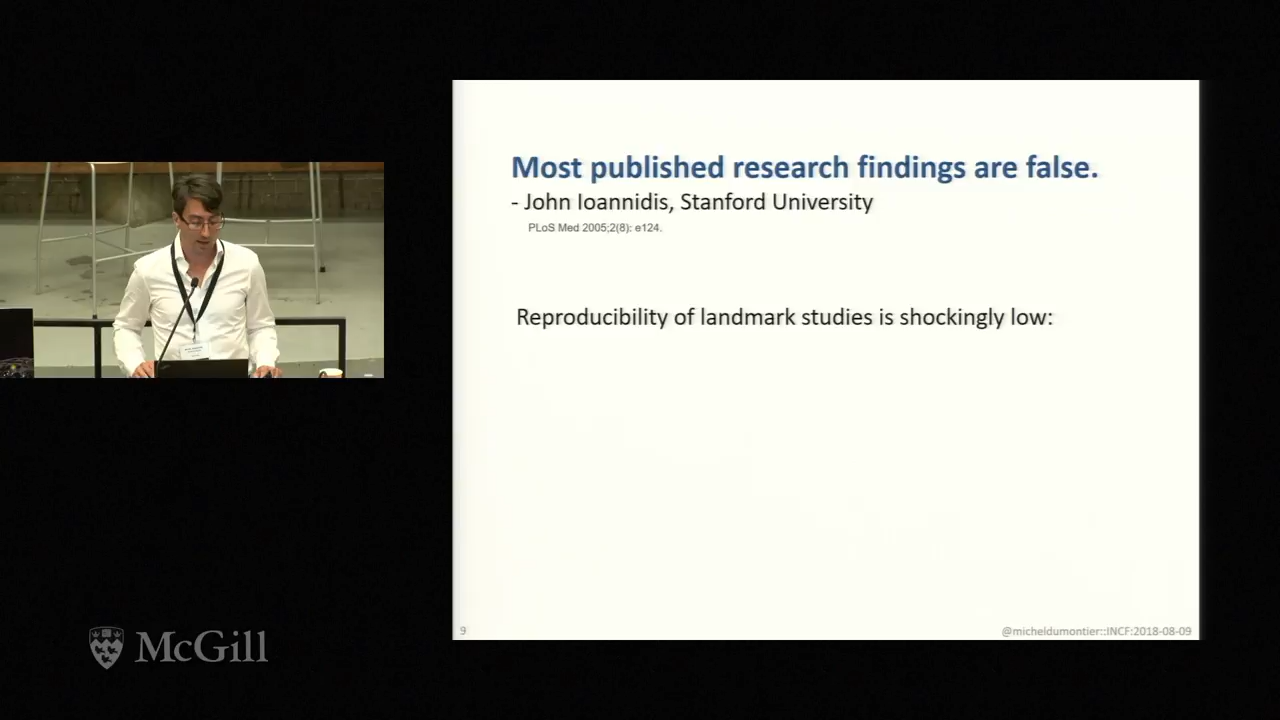 Most published research findings are false.
- John Ioannidis, Stanford University
PLoS Med 2005;2(8): e124.
Reproducibility of landmark studies is shockingly low:
9
@micheldumontier::INCF:2018-08-09
McGill